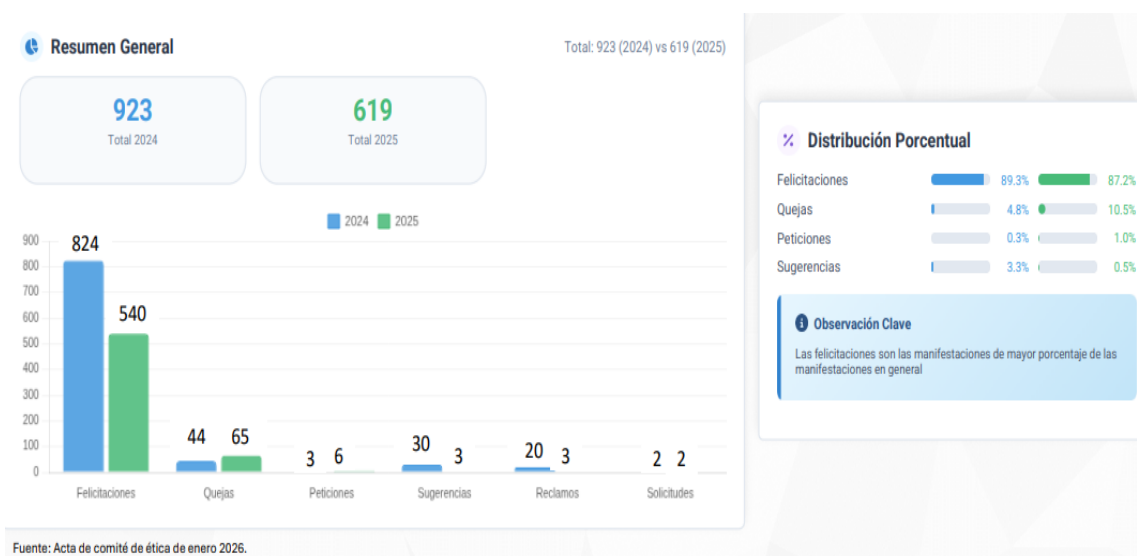 Resumen General
Total: 923 (2024) vs 619 (2025)
923
Total 2024
619
Total 2025
2024 2025
900
800
700
600
500
400
300
200
100
0
824
540
44 65
3 6
30 3
20 3
2 2
Felicitaciones Quejas Peticiones Sugerencias Reclamos Solicitudes
% Distribución Porcentual
Felicitaciones 89.3% 87.2%
Quejas 4.8% 10.5%
Peticiones 0.3% 1.0%
Sugerencias 3.3% 0.5%
Observación Clave
Las felicitaciones son las manifestaciones de mayor porcentaje de las
manifestaciones en general
Fuente: Acta de comité de ética de enero 2026.